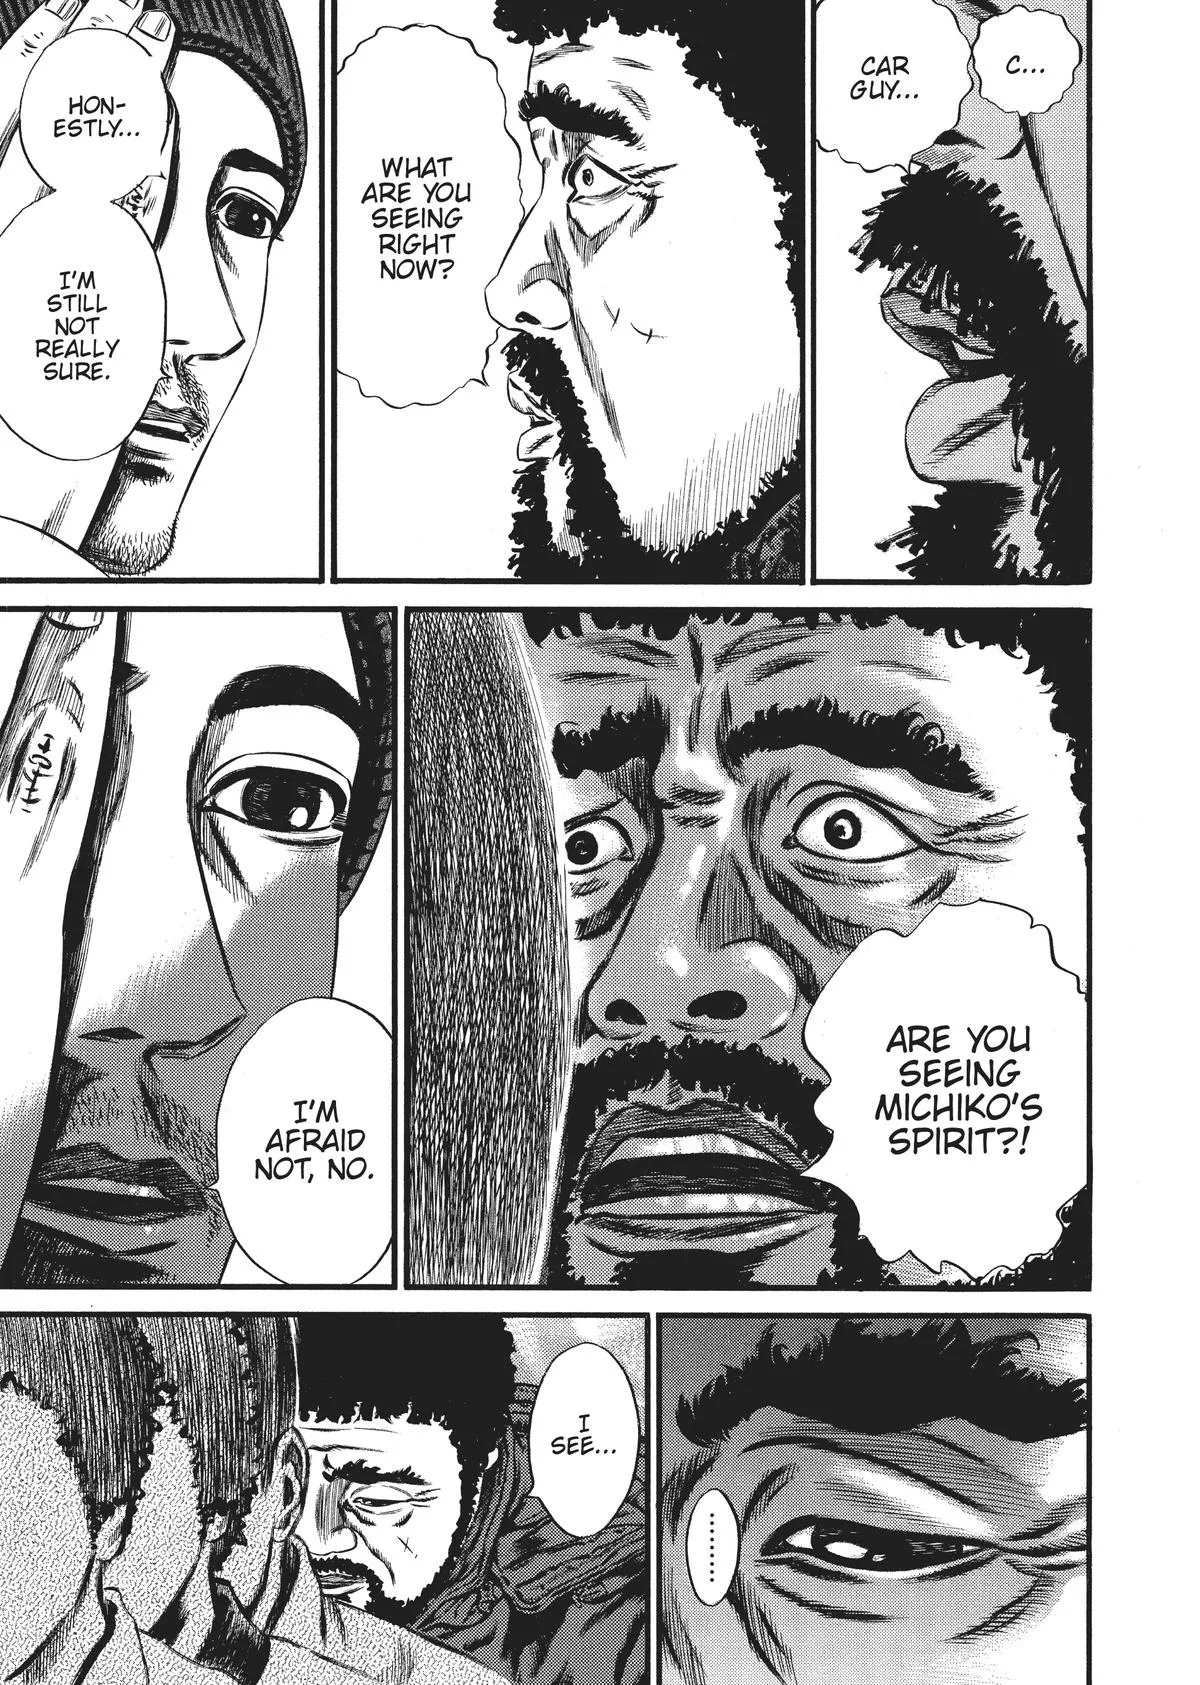 C...
CAR
GUY...
WHAT
ARE YOU
SEEING
RIGHT
NOW?
HON-
ESTLY...
I'M
STILL
NOT
REALLY
SURE.
ARE YOU
SEEING
MICHIKO'S
SPIRIT?!
I'M
AFRAID
NOT, NO.
.........
I
SEE...